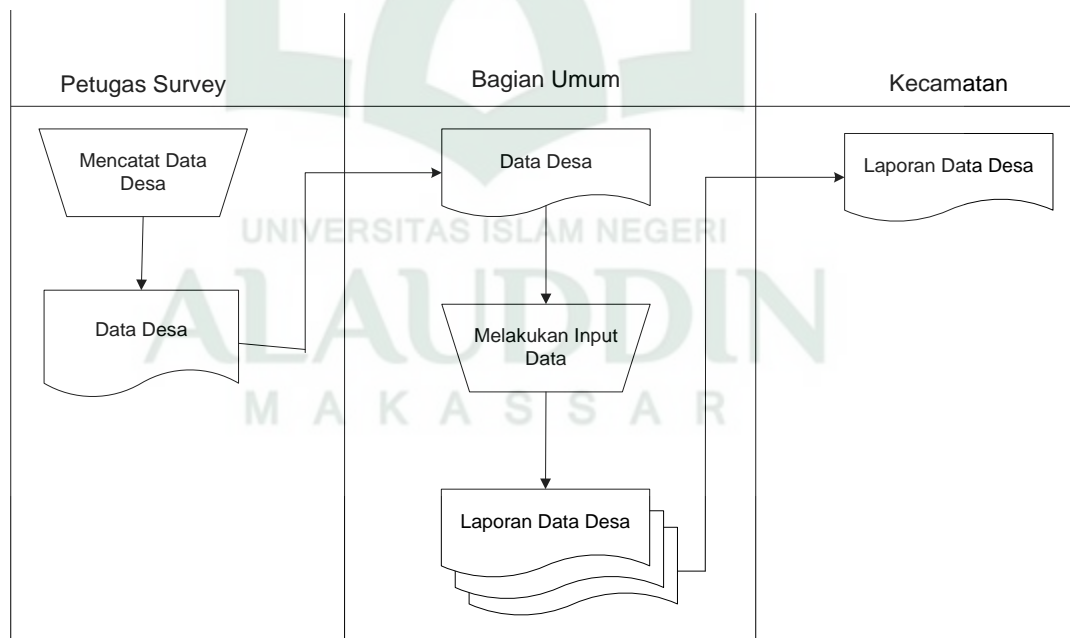 Petugas Survey
Bagian Umum
Kecamatan
Mencatat Data
Desa
Data Desa
Laporan Data Desa
UNIVERSITAS ISLAM NEGERI
ALAUDDIN
MAKASSAR
Data Desa
Melakukan Input
Data
Laporan Data Desa